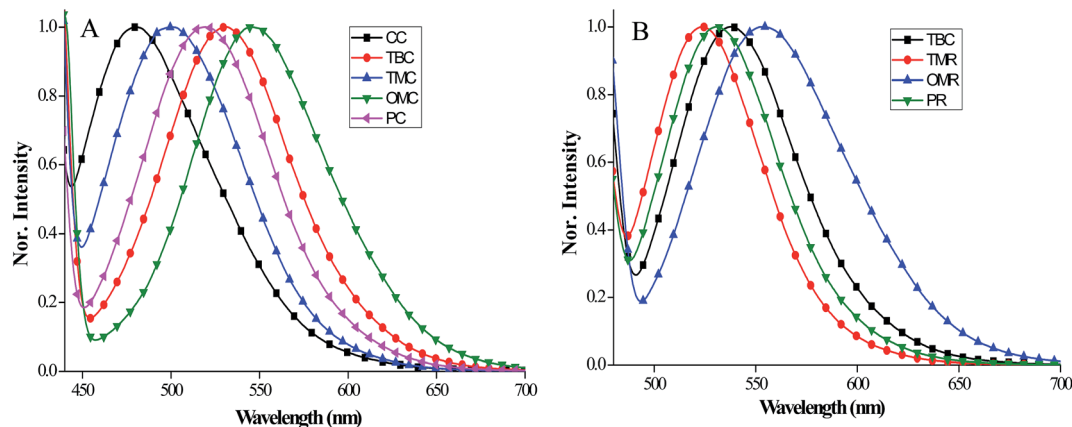 A
CC
TBC
TMC
OMC
PC
Nor. Intensity
1.0
0.8
0.6
0.4
0.2
0.0
450 500 550 600 650 700
Wavelength (nm)
B
TBC
TMR
OMR
PR
Nor. Intensity
1.0
0.8
0.6
0.4
0.2
0.0
500 550 600 650 700
Wavelength (nm)